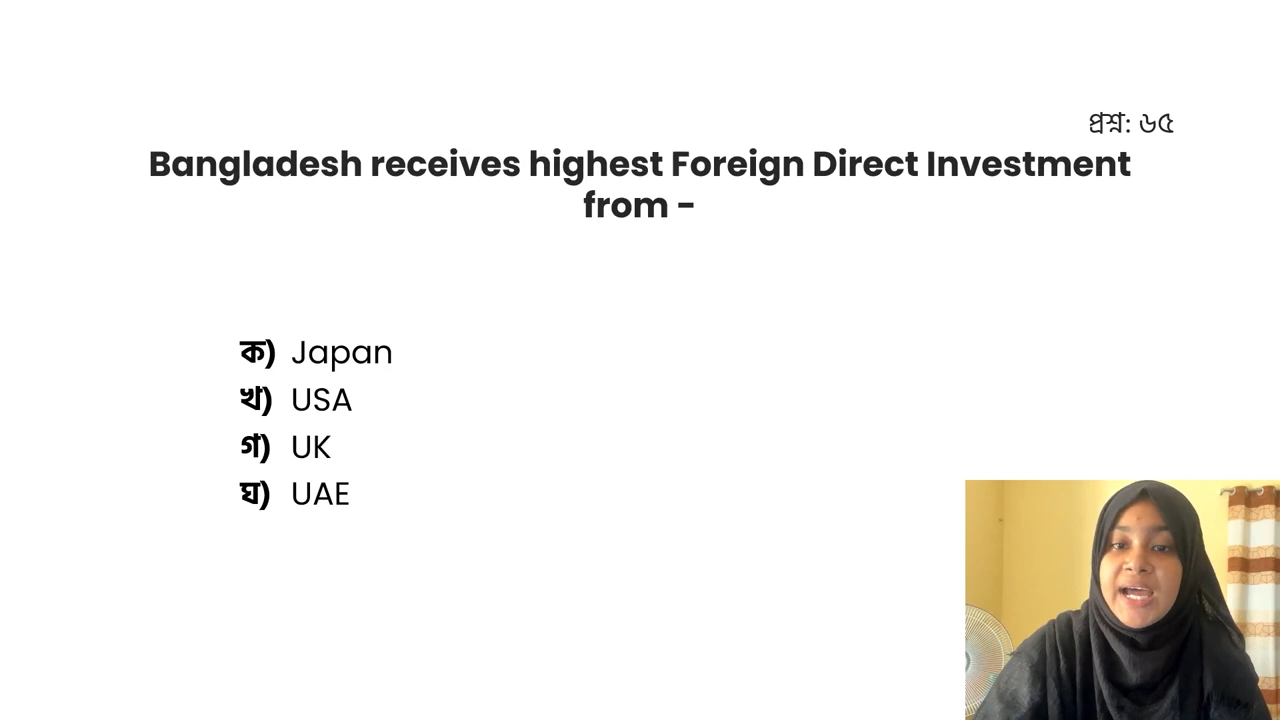 প্রশ্ন: ৬৫
Bangladesh receives highest Foreign Direct Investment
from -
ক) Japan
খ) USA
গ) UK
ঘ) UAE